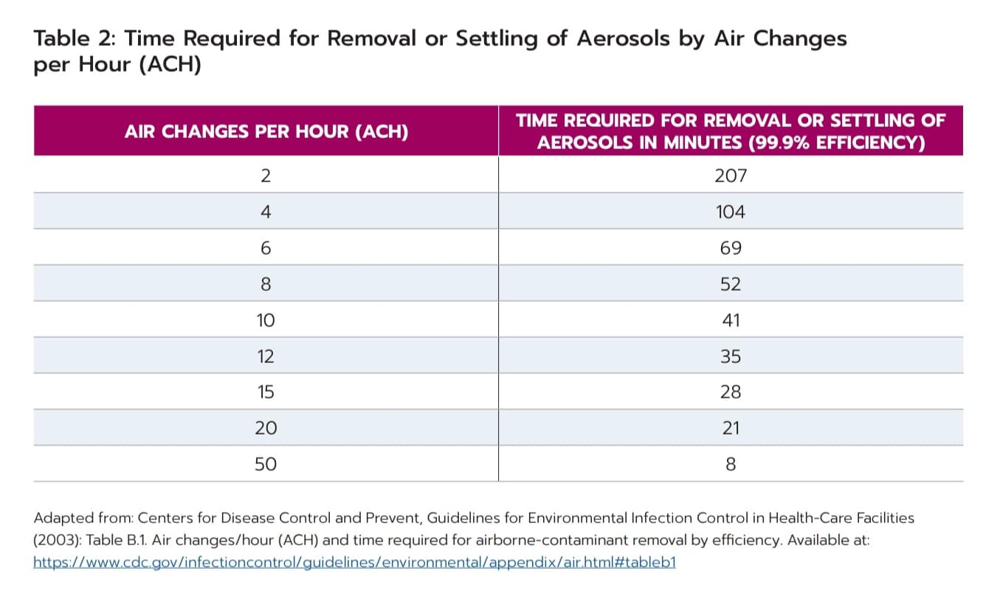 Table 2: Time Required for Removal or Settling of Aerosols by Air Changes
per Hour (ACH)
AIR CHANGES PER HOUR (ACH)
TIME REQUIRED FOR REMOVAL OR SETTLING OF
AEROSOLS IN MINUTES (99.9% EFFICIENCY)
2 207
4 104
6 69
8 52
10 41
12 35
15 28
20 21
50 8
Adapted from: Centers for Disease Control and Prevent, Guidelines for Environmental Infection Control in Health-Care Facilities
(2003): Table B.1. Air changes/hour (ACH) and time required for airborne-contaminant removal by efficiency. Available at:
https://www.cdc.gov/infectioncontrol/guidelines/environmental/appendix/air.html#tableb1